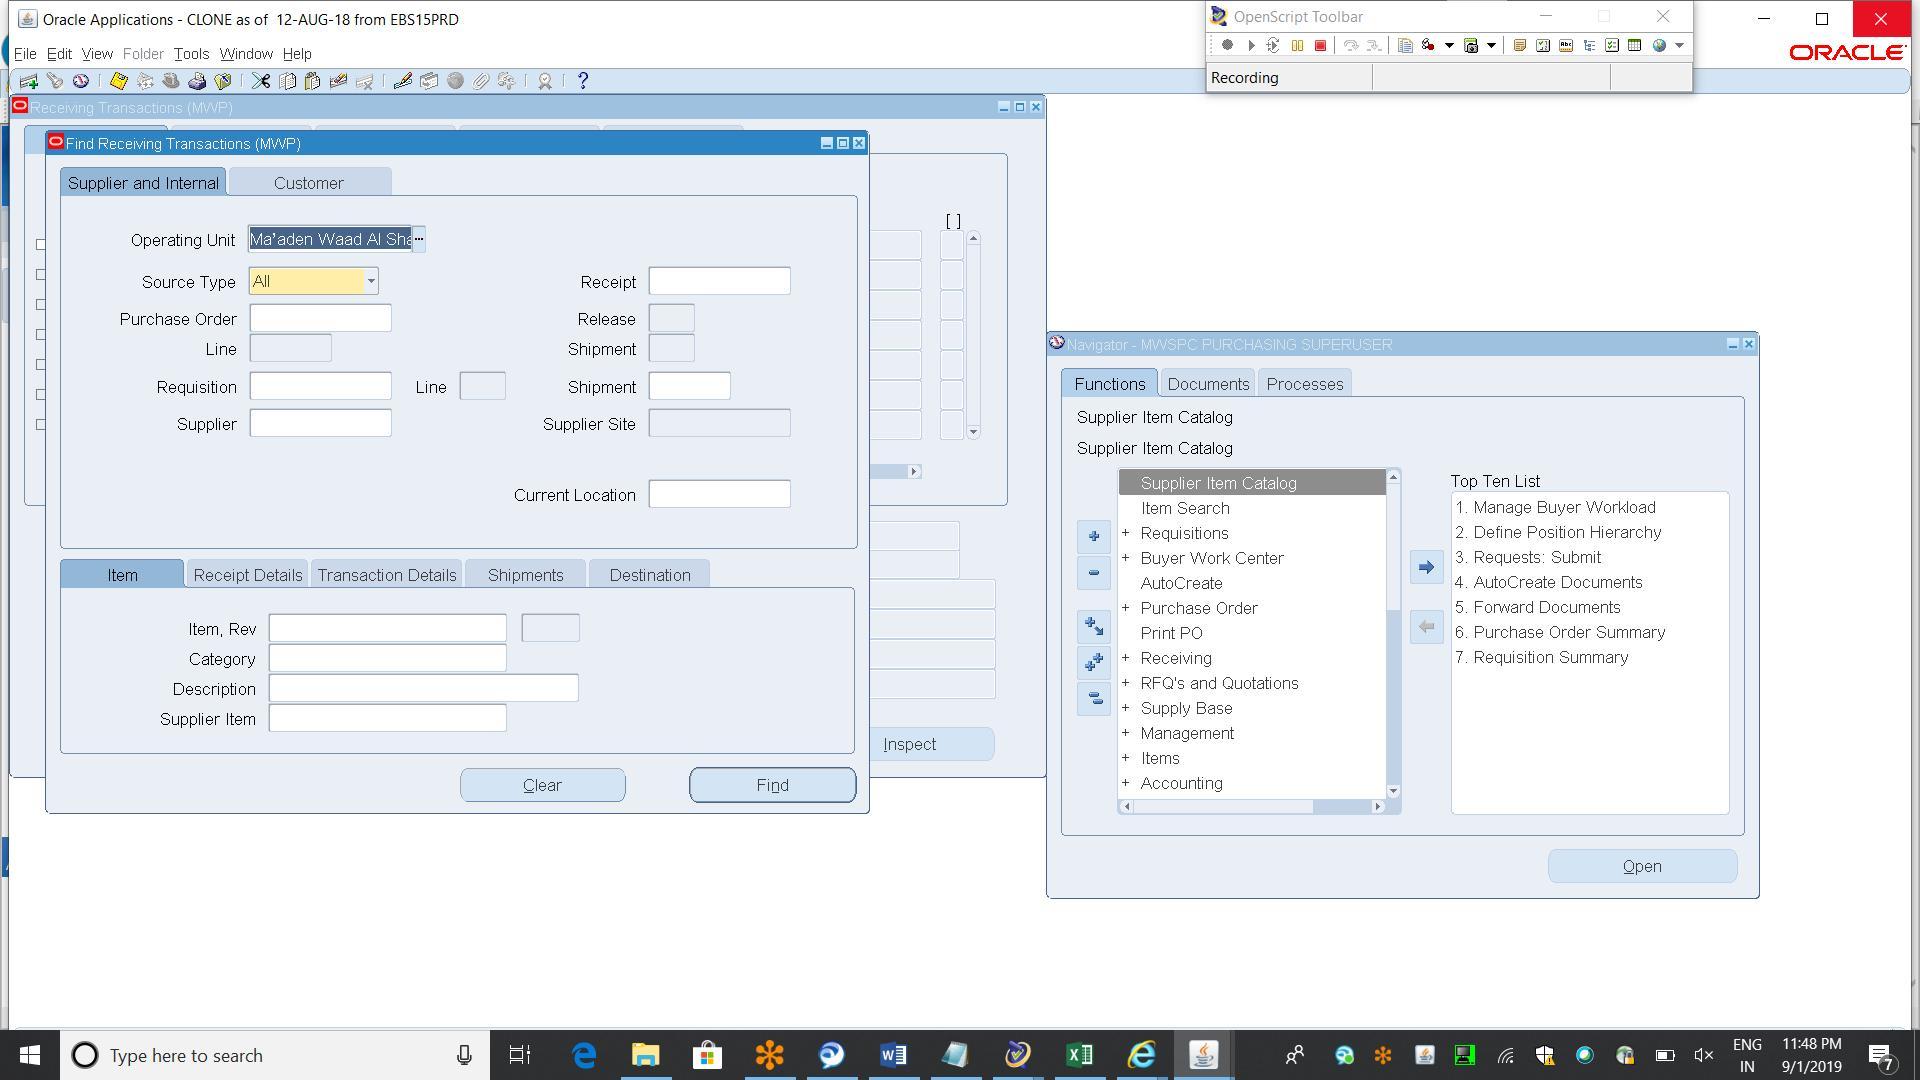 Oracle Applications - CLONE as of 12-AUG-18 from EBS15PRD
OpenScript Toolbar
File Edit View Folder Tools Window Help
ORACLE
Recording
Receiving Transactions (MWP)
Find Receiving Transactions (MWP)
Supplier and Internal
Customer
[ ]
Operating Unit
Ma'aden Waad Al Sha
Source Type
All
Receipt
Purchase Order
Release
Line
Shipment
Requisition
Line
Shipment
Supplier
Supplier Site
Current Location
Item
Receipt Details
Transaction Details
Shipments
Destination
Item, Rev
Category
Description
Supplier Item
Inspect
Clear
Find
Navigator - MWSPC PURCHASING SUPERUSER
Functions
Documents
Processes
Supplier Item Catalog
Supplier Item Catalog
Supplier Item Catalog
Item Search
+ Requisitions
+ Buyer Work Center
AutoCreate
+ Purchase Order
Print PO
+ Receiving
+ RFQ's and Quotations
+ Supply Base
+ Management
+ Items
+ Accounting
Top Ten List
1. Manage Buyer Workload
2. Define Position Hierarchy
3. Requests: Submit
4. AutoCreate Documents
5. Forward Documents
6. Purchase Order Summary
7. Requisition Summary
Open
Type here to search
ENG
IN
11:48 PM
9/1/2019
7